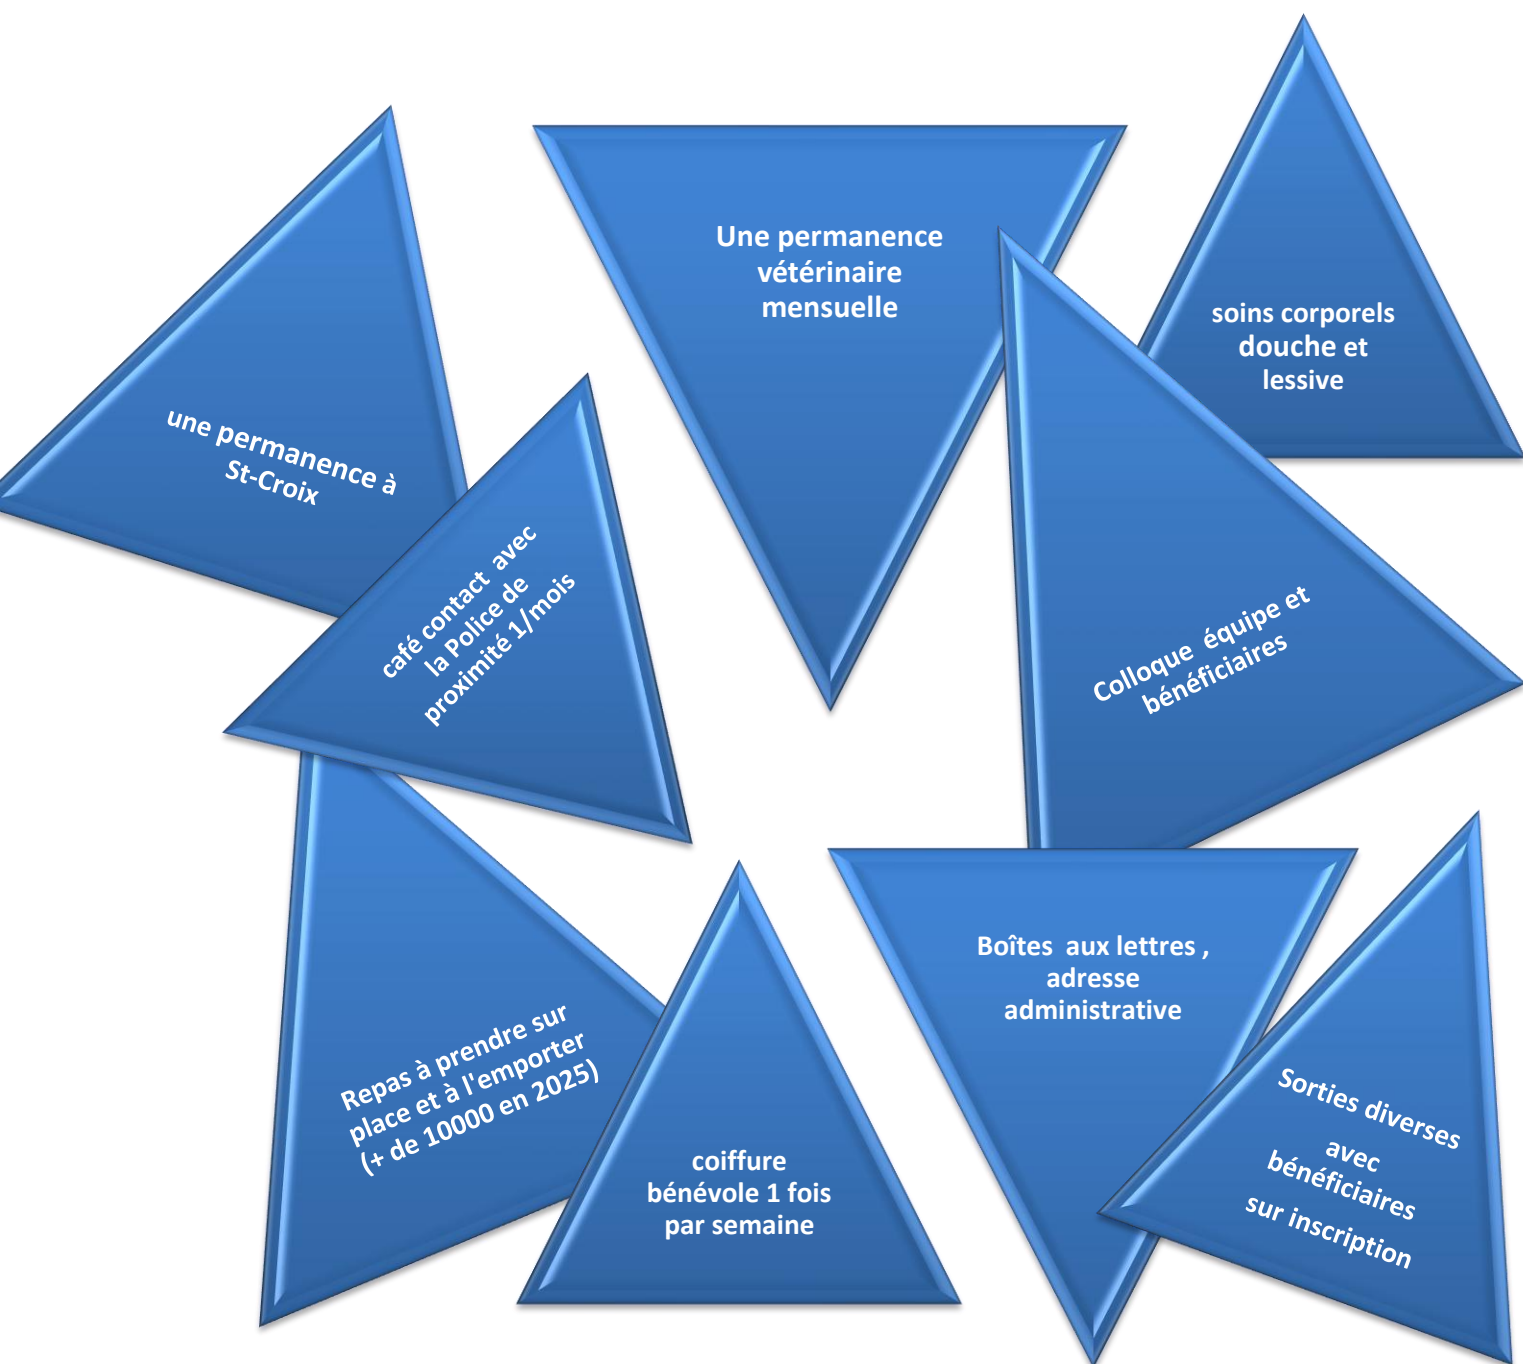 Une permanence
vétérinaire
mensuelle
soins corporels
douche et
lessive
une permanence à
St-Croix
café contact  avec
la Police de
proximité 1/mois
Colloque  équipe et
bénéficiaires
Boîtes  aux lettres ,
adresse
administrative
Repas à prendre sur
place et à l'emporter
(+ de 10000 en 2025)
coiffure
bénévole 1 fois
par semaine
Sorties diverses
avec
bénéficiaires
sur inscription